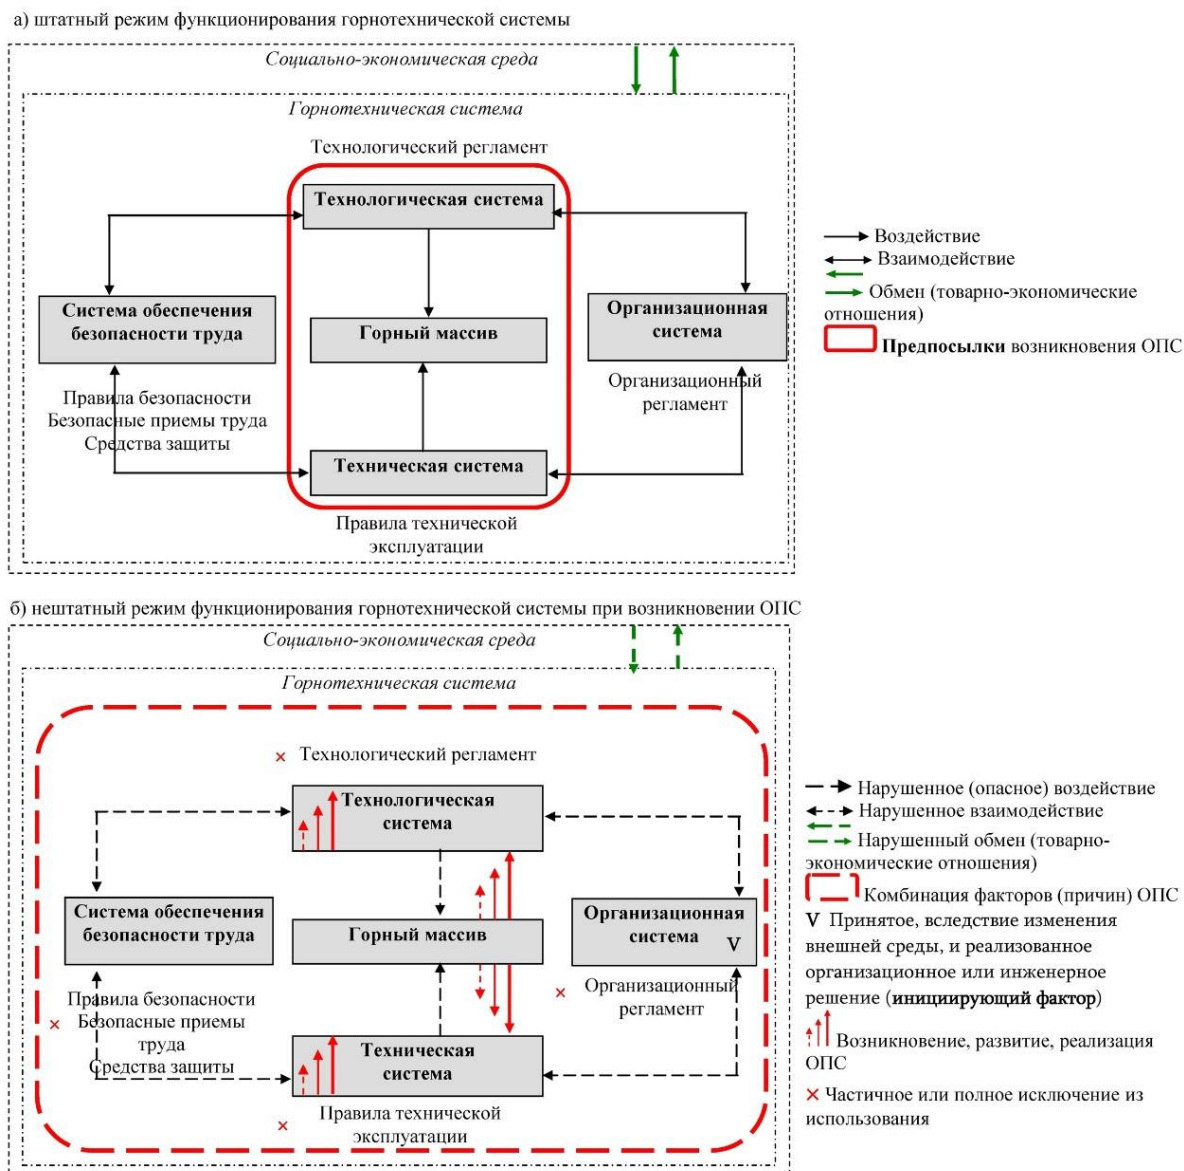 а) штатный режим функционирования горнотехнической системы
Социально-экономическая среда
Горнотехническая система
Технологический регламент
Технологическая система
Система обеспечения
безопасности труда
Горный массив
Организационная
система
Правила безопасности
Безопасные приемы труда
Средства защиты
Организационный
регламент
Техническая система
Правила технической
эксплуатации
Воздействие
Взаимодействие
Обмен (товарно-экономические
отношения)
Предпосылки возникновения ОПС
б) нештатный режим функционирования горнотехнической системы при возникновении ОПС
Социально-экономическая среда
Горнотехническая система
× Технологический регламент
Технологическая
система
Система обеспечения
безопасности труда
Горный массив
Организационная
система
V
Правила безопасности
× Безопасные приемы
труда
Средства защиты
× Организационный
регламент
Техническая
система
× Правила технической
эксплуатации
Нарушенное (опасное) воздействие
Нарушенное взаимодействие
Нарушенный обмен (товарно-
экономические отношения)
Комбинация факторов (причин) ОПС
V Принятое, вследствие изменения
внешней среды, и реализованное
организационное или инженерное
решение (инициирующий фактор)
Возникновение, развитие, реализация
ОПС
× Частичное или полное исключение из
использования